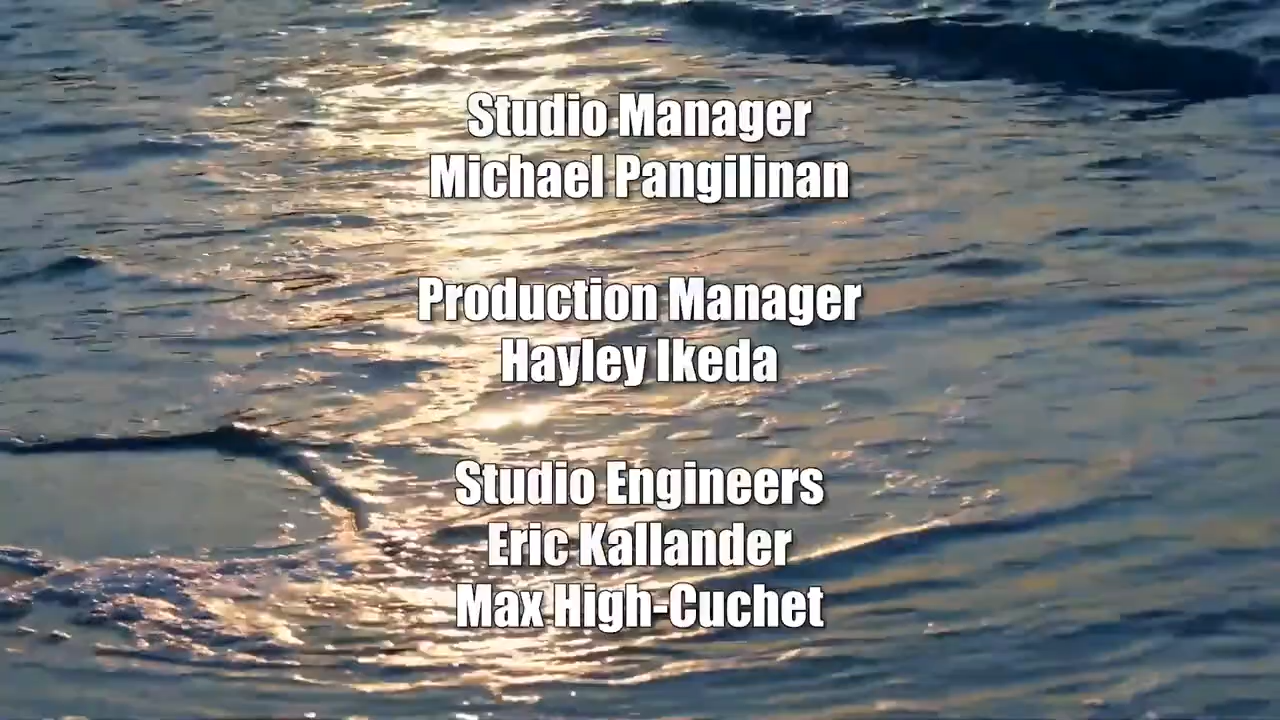 Studio Manager
Michael Pangilinan
Production Manager
Hayley Ikeda
Studio Engineers
Eric Kallander
Max High-Cuchet